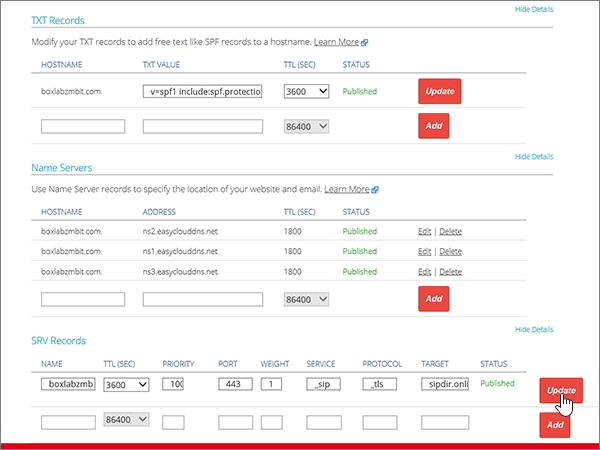 Hide Details
TXT Records
Modify your TXT records to add free text like SPF records to a hostname. Learn More
HOSTNAME TXT VALUE TTL (SEC) STATUS
boxlabzmbit.com. v=spf1 include:spf.protectio 3600 Published Update
86400 Add
Hide Details
Name Servers
Use Name Server records to specify the location of your website and email. Learn More
HOSTNAME ADDRESS TTL (SEC) STATUS
boxlabzmbit.com. ns2.easyclouddns.net. 1800 Published Edit | Delete
boxlabzmbit.com. ns1.easyclouddns.net. 1800 Published Edit | Delete
boxlabzmbit.com. ns3.easyclouddns.net. 1800 Published Edit | Delete
86400 Add
Hide Details
SRV Records
NAME TTL (SEC) PRIORITY PORT WEIGHT SERVICE PROTOCOL TARGET STATUS
boxlabzmb 3600 100 443 1 _sip _tls sipdir.onli Published Update
86400 Add